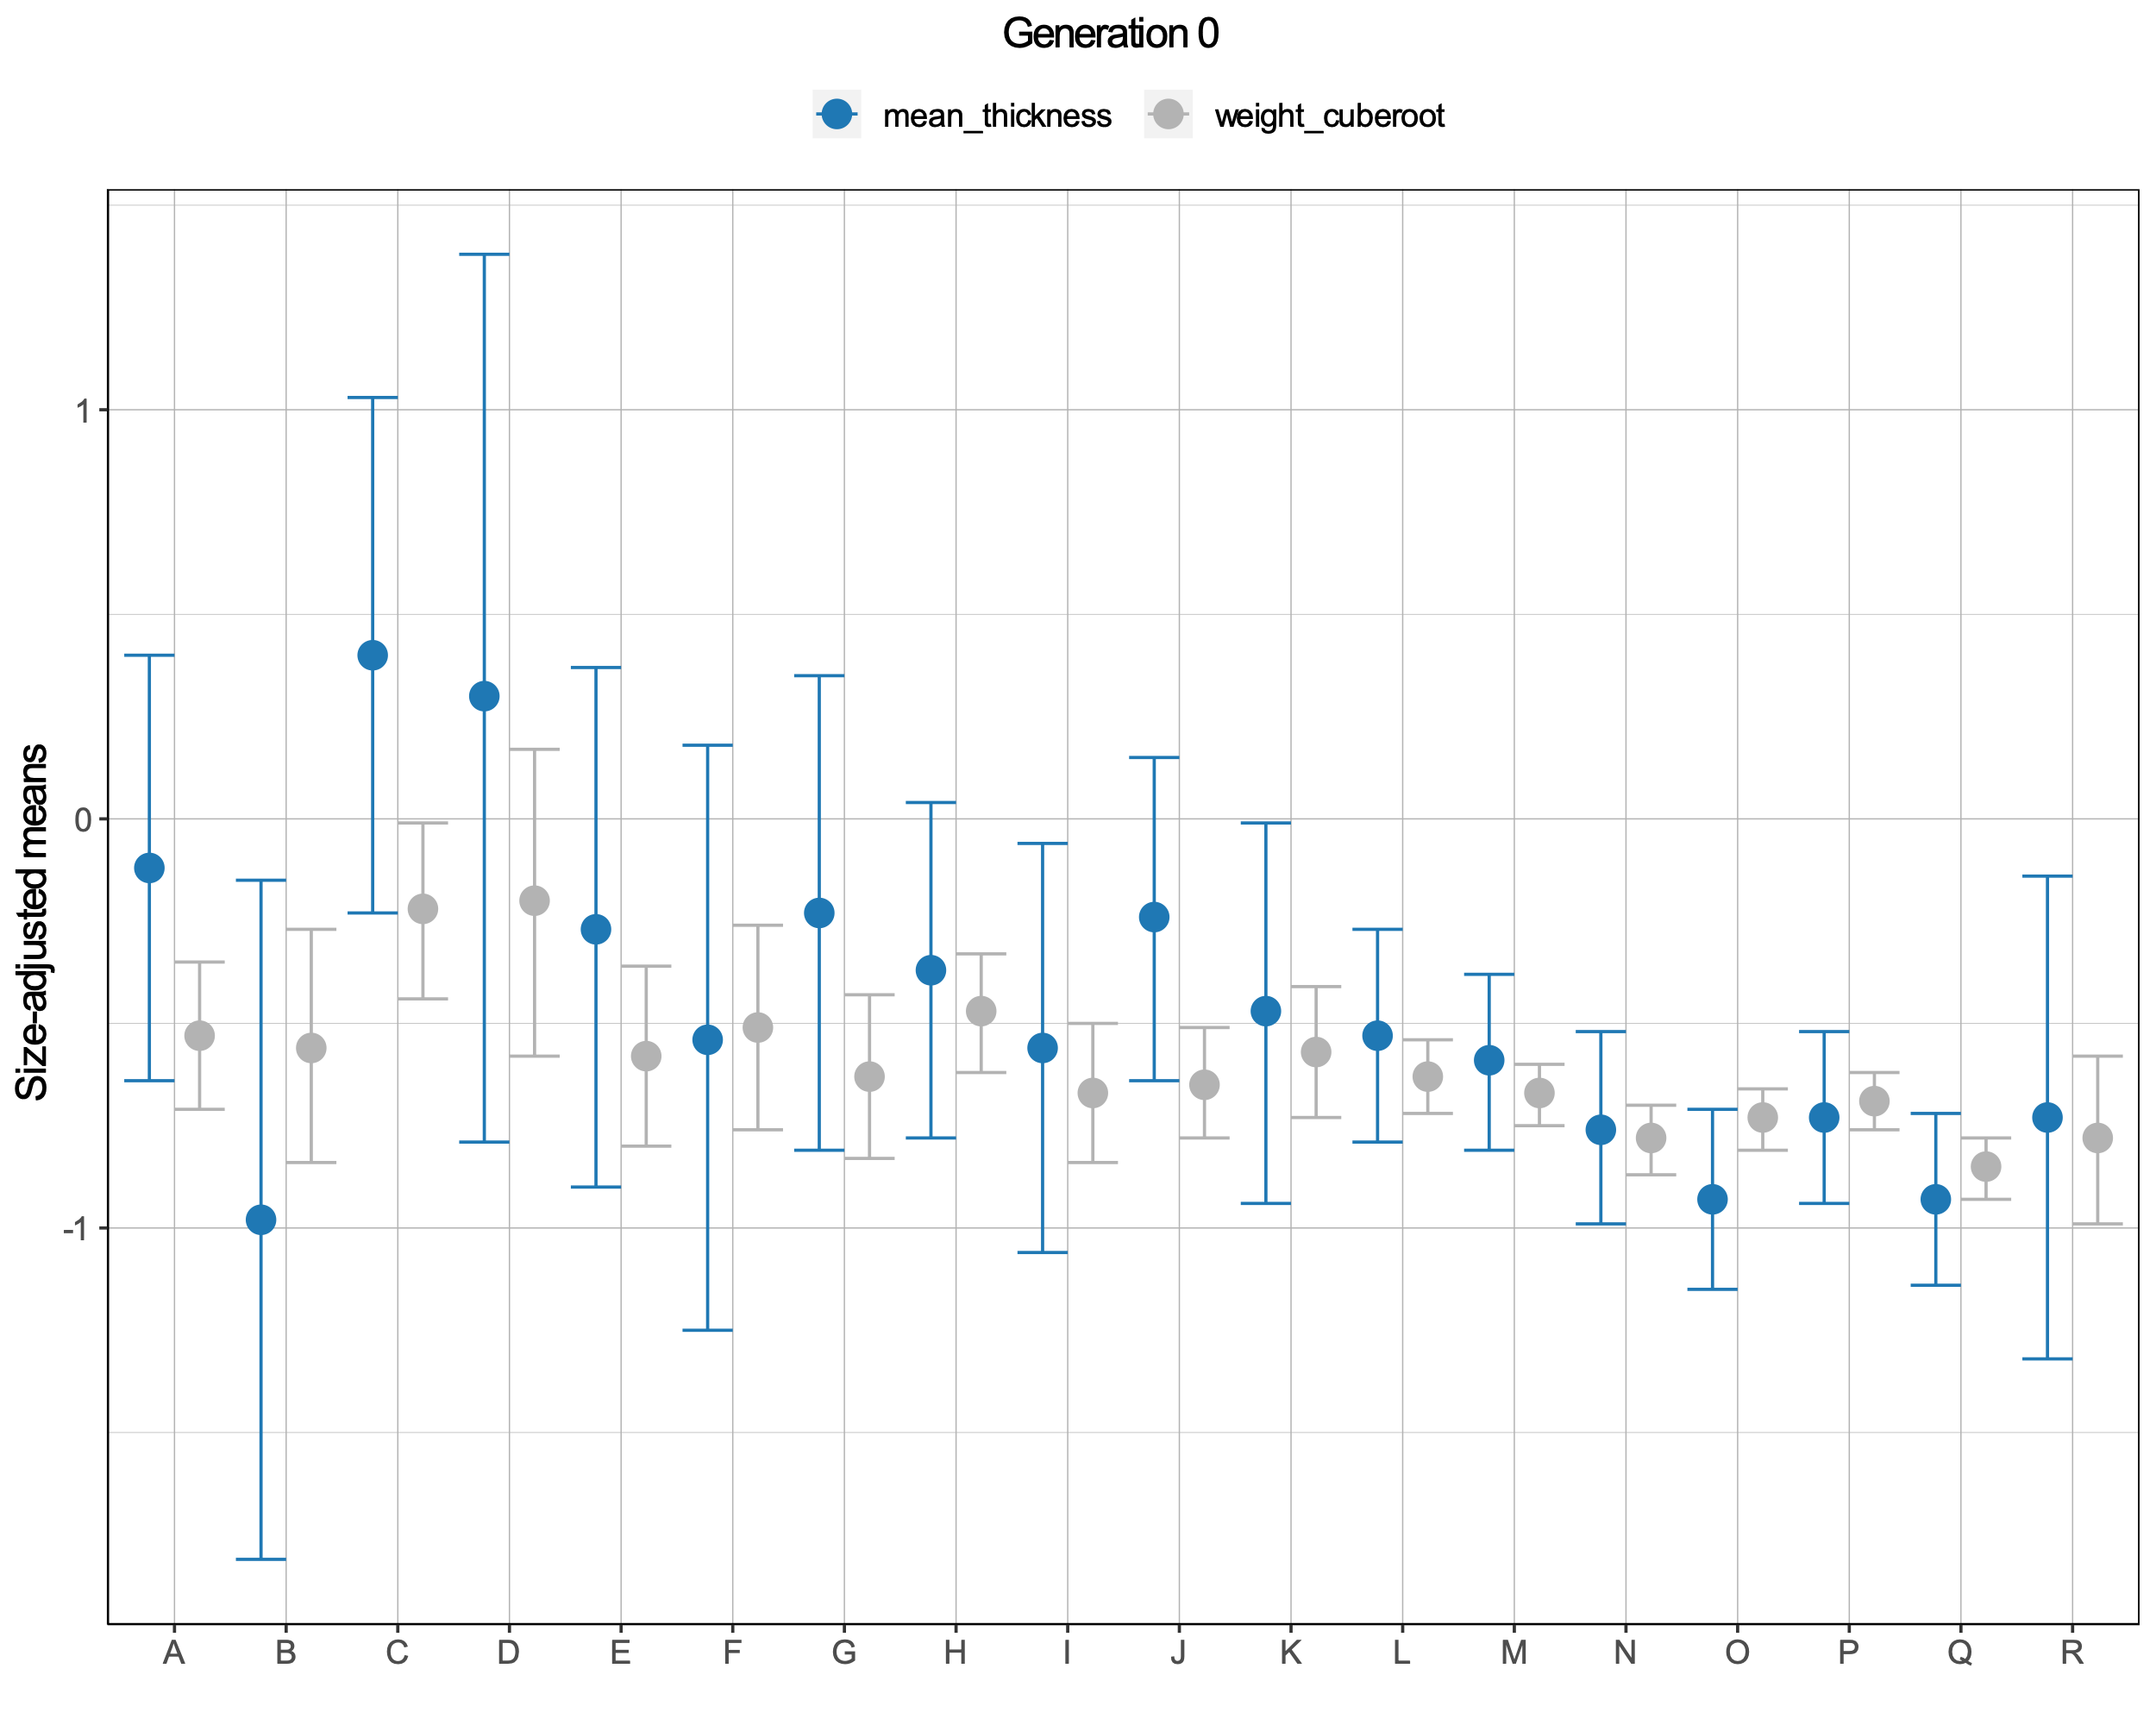 Generation 0
mean_thickness weight_cuberoot
Size-adjusted means
1
0
-1
A B C D E F G H I J K L M N O P Q R